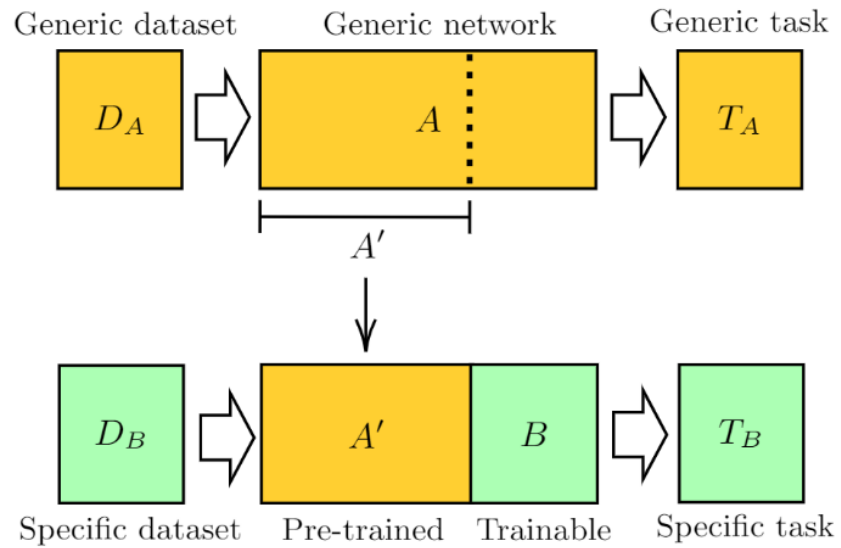 Generic dataset Generic network Generic task
D_A A T_A
A′
D_B A′ B T_B
Specific dataset Pre-trained Trainable Specific task